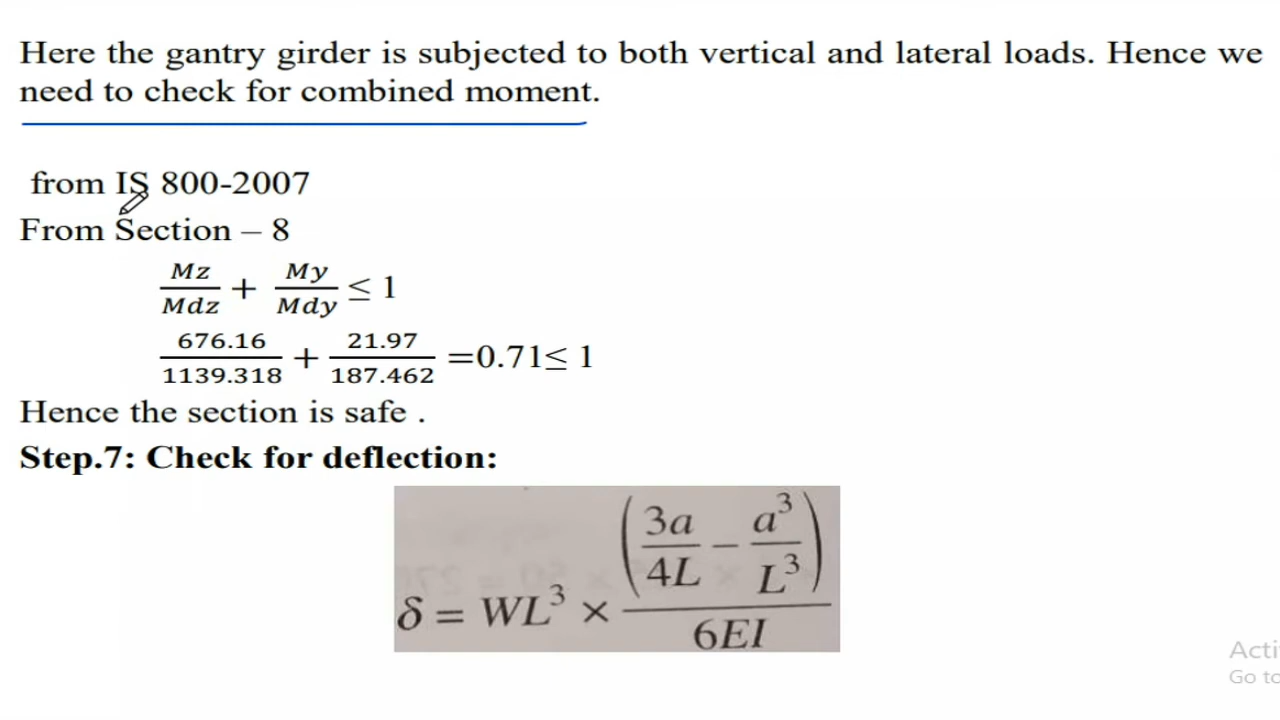 Here the gantry girder is subjected to both vertical and lateral loads. Hence we
need to check for combined moment.
from IS 800-2007
From Section – 8
Mz/Mdz + My/Mdy ≤ 1
676.16/1139.318 + 21.97/187.462 =0.71≤ 1
Hence the section is safe .
Step.7: Check for deflection:
δ = WL³ × (3a/4L − a³/L³)/6EI
Acti
Go to